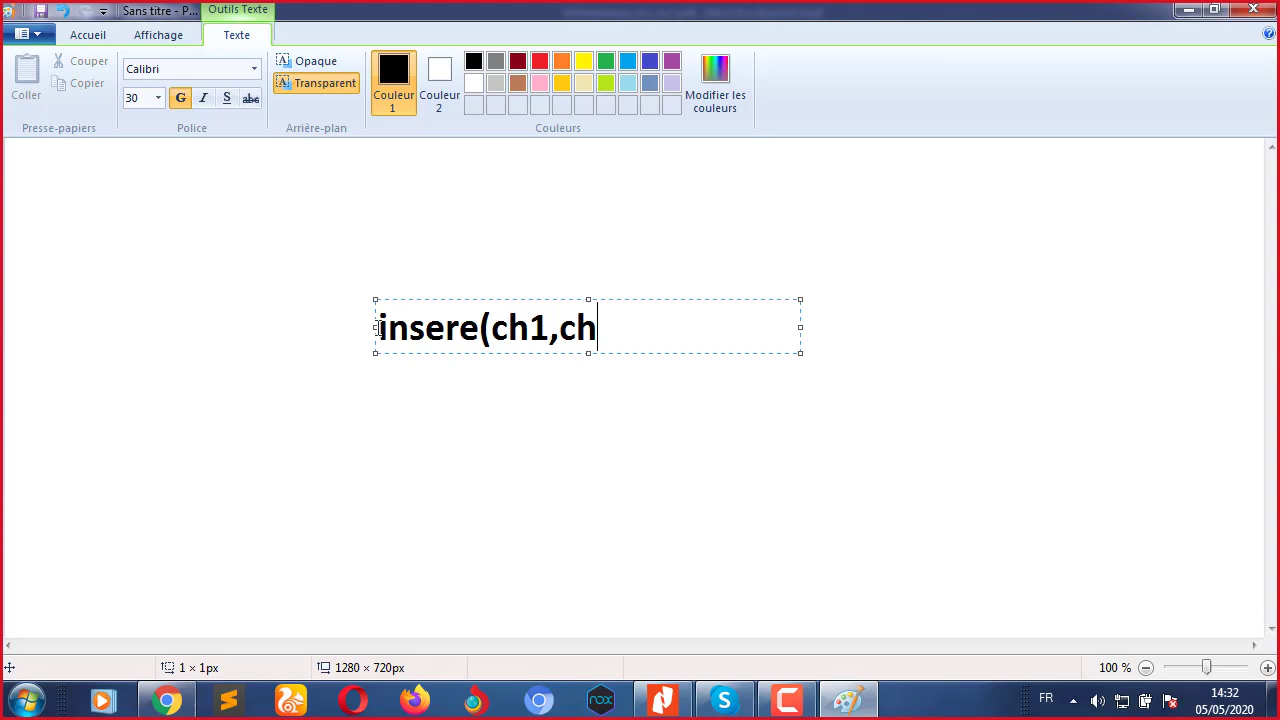 Sans titre - P...
Outils Texte
Accueil
Affichage
Texte
Coller
Couper
Copier
Presse-papiers
Calibri
30
G I S abc
Police
Opaque
Transparent
Arrière-plan
Couleur 1
Couleur 2
Modifier les couleurs
Couleurs
insere(ch1,ch
1 × 1px
1280 × 720px
100 %
nox
FR
14:32
05/05/2020